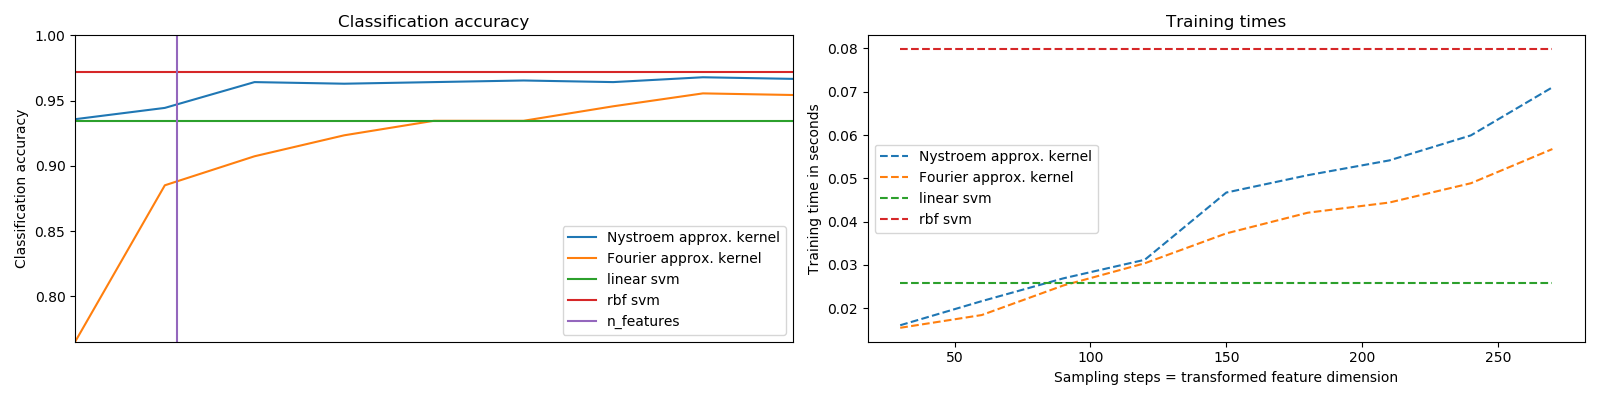 Classification accuracy
Classification accuracy
1.00
0.95
0.90
0.85
0.80
Nystroem approx. kernel
Fourier approx. kernel
linear svm
rbf svm
n_features
Training times
Training time in seconds
0.08
0.07
0.06
0.05
0.04
0.03
0.02
Nystroem approx. kernel
Fourier approx. kernel
linear svm
rbf svm
50 100 150 200 250
Sampling steps = transformed feature dimension